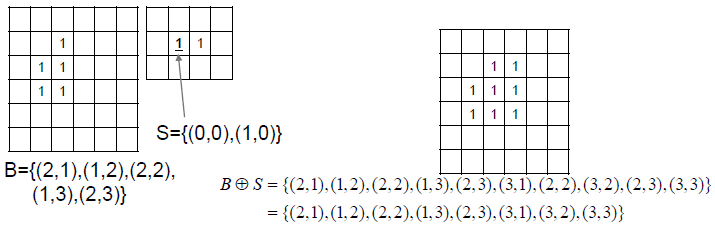 1
1 1
1 1
1 1
S={(0,0),(1,0)}
B={(2,1),(1,2),(2,2),
(1,3),(2,3)}
1 1
1 1 1
1 1 1
B ⊕ S = {(2,1),(1,2),(2,2),(1,3),(2,3),(3,1),(2,2),(3,2),(2,3),(3,3)}
= {(2,1),(1,2),(2,2),(1,3),(2,3),(3,1),(3,2),(3,3)}